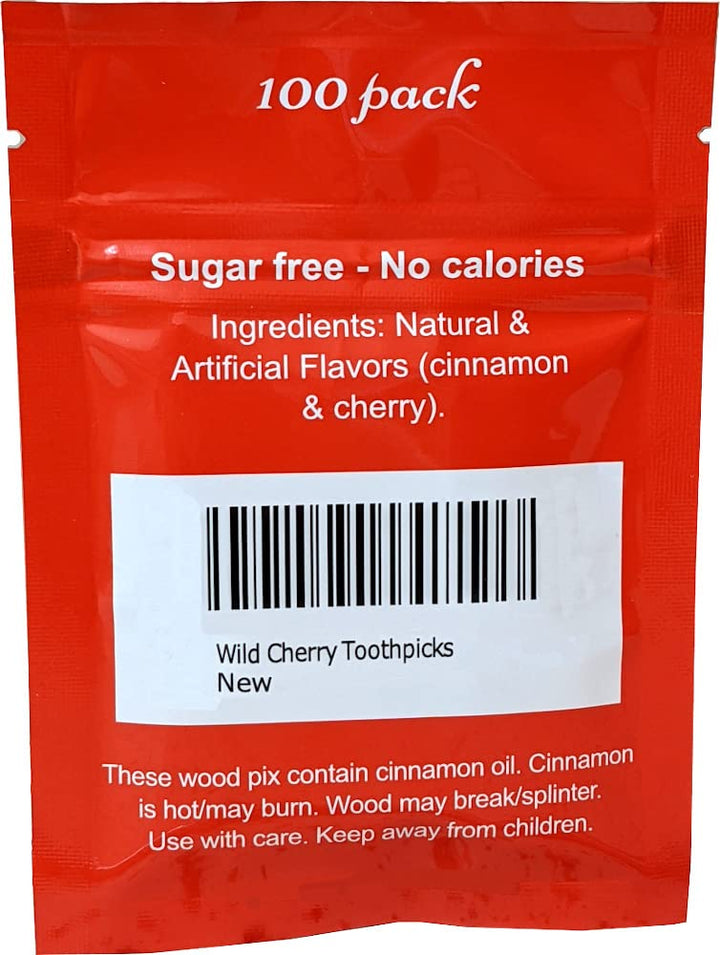 100 pack
Sugar free - No calories
Ingredients: Natural &
Artificial Flavors (cinnamon
& cherry).
Wild Cherry Toothpicks
New
These wood pix contain cinnamon oil. Cinnamon
is hot/may burn. Wood may break/splinter.
Use with care. Keep away from children.